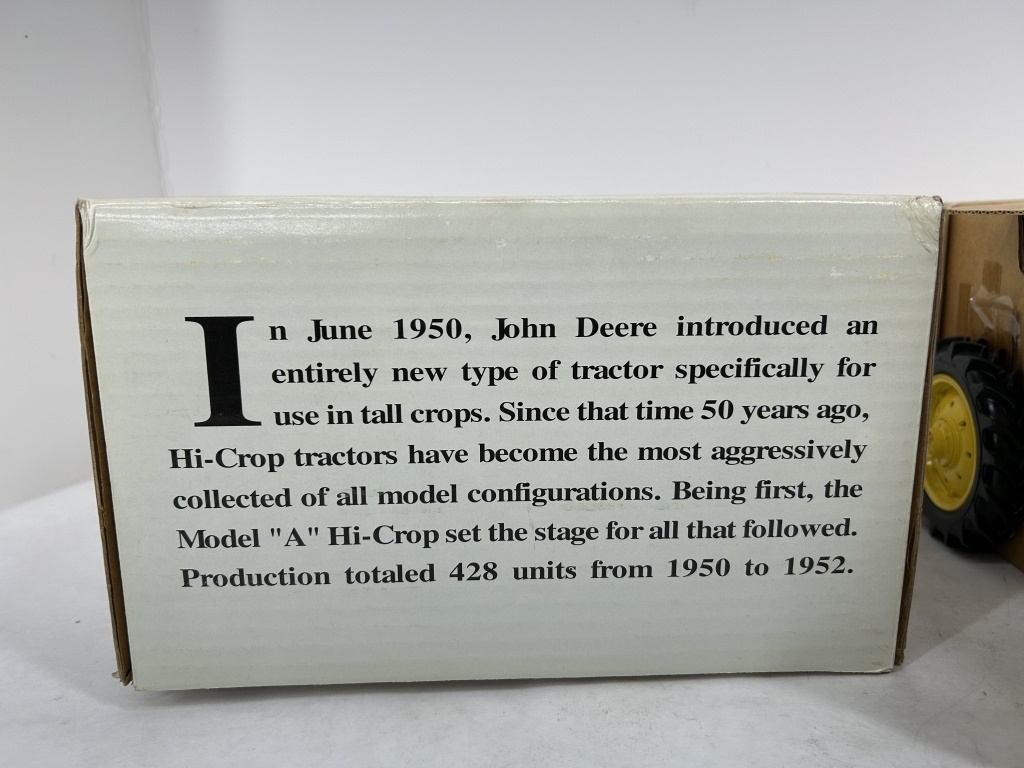 In June 1950, John Deere introduced an
entirely new type of tractor specifically for
use in tall crops. Since that time 50 years ago,
Hi-Crop tractors have become the most aggressively
collected of all model configurations. Being first, the
Model "A" Hi-Crop set the stage for all that followed.
Production totaled 428 units from 1950 to 1952.